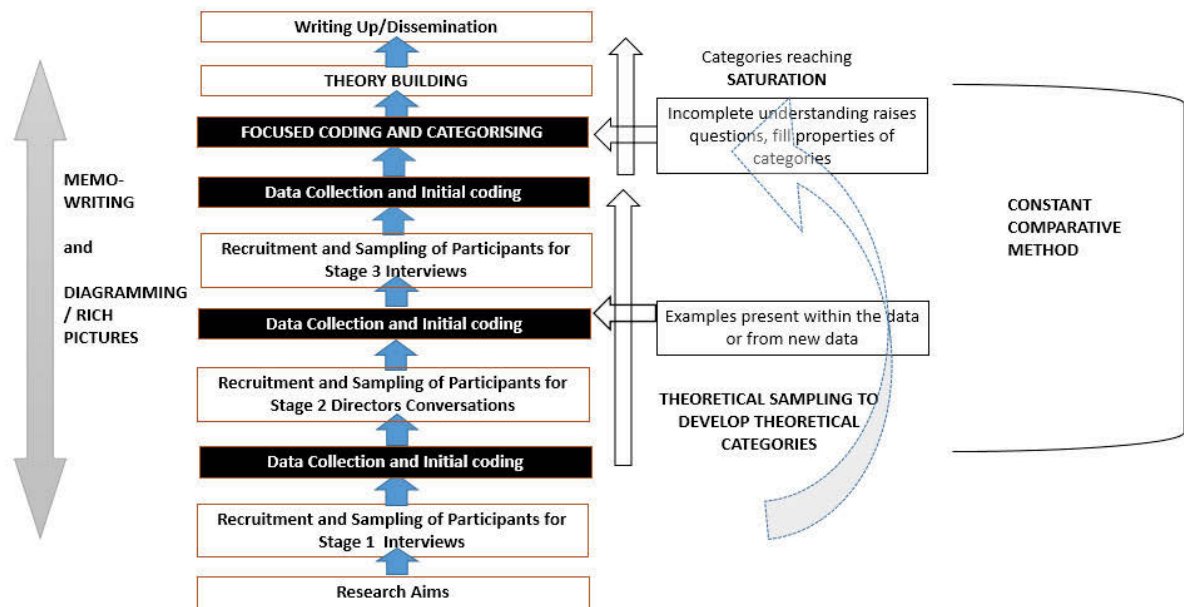 Writing Up/Dissemination
THEORY BUILDING
FOCUSED CODING AND CATEGORISING
Data Collection and Initial coding
Recruitment and Sampling of Participants for
Stage 3 Interviews
Data Collection and Initial coding
Recruitment and Sampling of Participants for
Stage 2 Directors Conversations
Data Collection and Initial coding
Recruitment and Sampling of Participants for
Stage 1 Interviews
Research Aims
MEMO-
WRITING
and
DIAGRAMMING
/ RICH
PICTURES
Categories reaching
SATURATION
Incomplete understanding raises
questions, fill properties of
categories
Examples present within the data
or from new data
THEORETICAL SAMPLING TO
DEVELOP THEORETICAL
CATEGORIES
CONSTANT
COMPARATIVE
METHOD